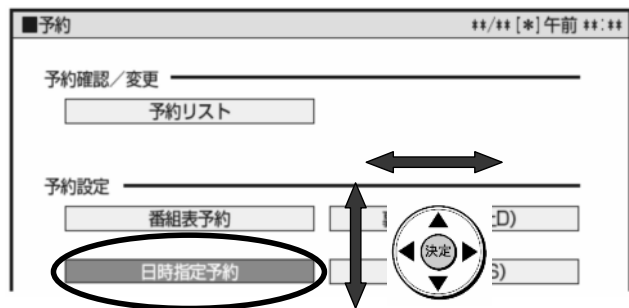 ■予約 **/** [*]午前 **:**
予約確認／変更
予約リスト
予約設定
番組表予約 :D)
決定
日時指定予約 S)